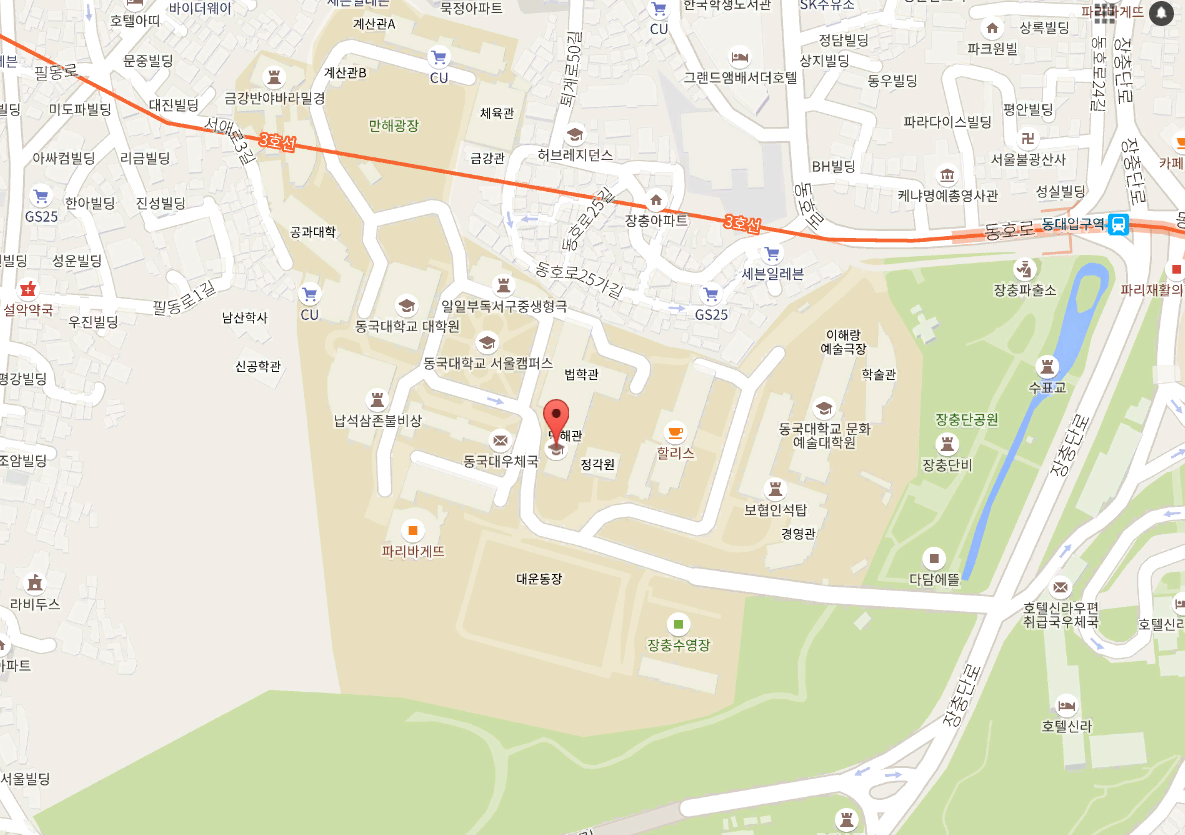 호텔아띠
바이더웨이
묵정아파트
계산관A
CU
한국학생도서관
SK주유소
파리바게뜨
상록빌딩
파크원빌
정담빌딩
상지빌딩
동우빌딩
그랜드앰배서더호텔
동호로24길
장충단로
필동로
문중빌딩
계산관B
CU
퇴계로50길
미도파빌딩
대진빌딩
금강반야바라밀경
체육관
만해광장
평안빌딩
파라다이스빌딩
서애로3길
3호선
아싸컴빌딩
리금빌딩
금강관
허브레지던스
BH빌딩
서울불광산사
장충단로
카페
GS25
한아빌딩
진성빌딩
케냐명예총영사관
성실빌딩
장충아파트
동호로25길
3호선
동호로
공과대학
동호로
동대입구역
성운빌딩
세븐일레븐
동호로25가길
설악약국
우진빌딩
필동로1길
CU
남산학사
일일부독서구중생형극
동국대학교 대학원
GS25
장충파출소
파리재활의
신공학관
동국대학교 서울캠퍼스
법학관
이해랑
예술극장
학술관
수표교
평강빌딩
납석삼존불비상
동국대학교 문화
예술대학원
장충단공원
장충단비
장충단로
동국대우체국
정각원
할리스
조암빌딩
보협인석탑
경영관
파리바게뜨
다담에뜰
대운동장
라비두스
호텔신라우편
취급국우체국
호텔신라
장충수영장
장충단로
호텔신라
서울빌딩